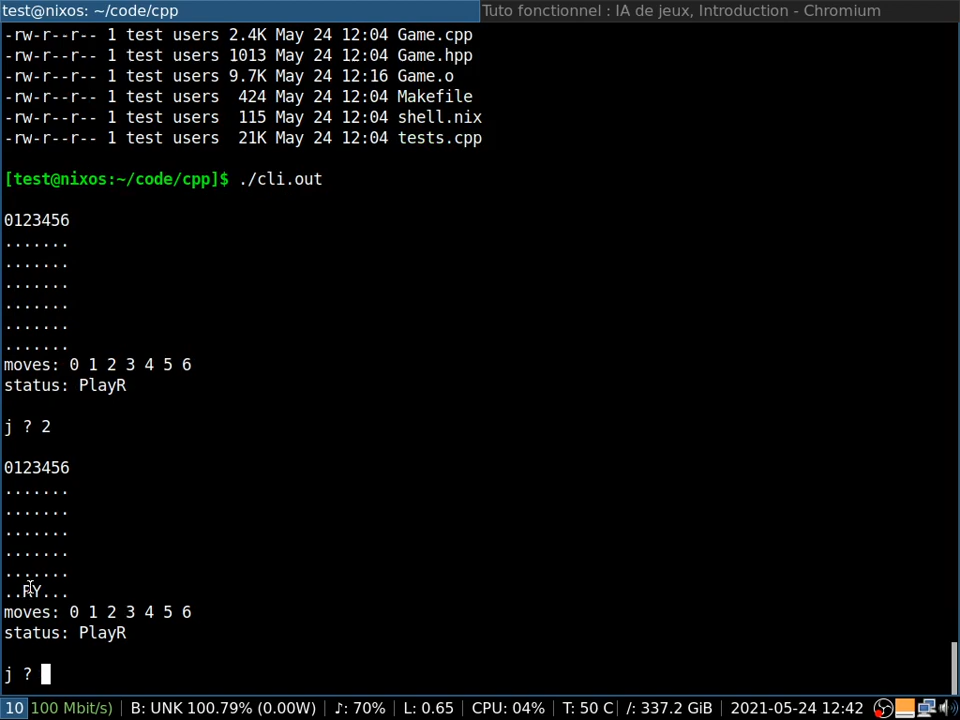 test@nixos: ~/code/cpp
Tuto fonctionnel : IA de jeux, Introduction - Chromium
-rw-r--r-- 1 test users 2.4K May 24 12:04 Game.cpp
-rw-r--r-- 1 test users 1013 May 24 12:04 Game.hpp
-rw-r--r-- 1 test users 9.7K May 24 12:16 Game.o
-rw-r--r-- 1 test users  424 May 24 12:04 Makefile
-rw-r--r-- 1 test users  115 May 24 12:04 shell.nix
-rw-r--r-- 1 test users  21K May 24 12:04 tests.cpp
[test@nixos:~/code/cpp]$ ./cli.out
0123456
.......
.......
.......
.......
.......
.......
moves: 0 1 2 3 4 5 6
status: PlayR
j ? 2
0123456
.......
.......
.......
.......
.......
..RY...
moves: 0 1 2 3 4 5 6
status: PlayR
j ?
10 100 Mbit/s) | B: UNK 100.79% (0.00W) | ♪: 70% | L: 0.65 | CPU: 04% | T: 50 C | /: 337.2 GiB | 2021-05-24 12:42